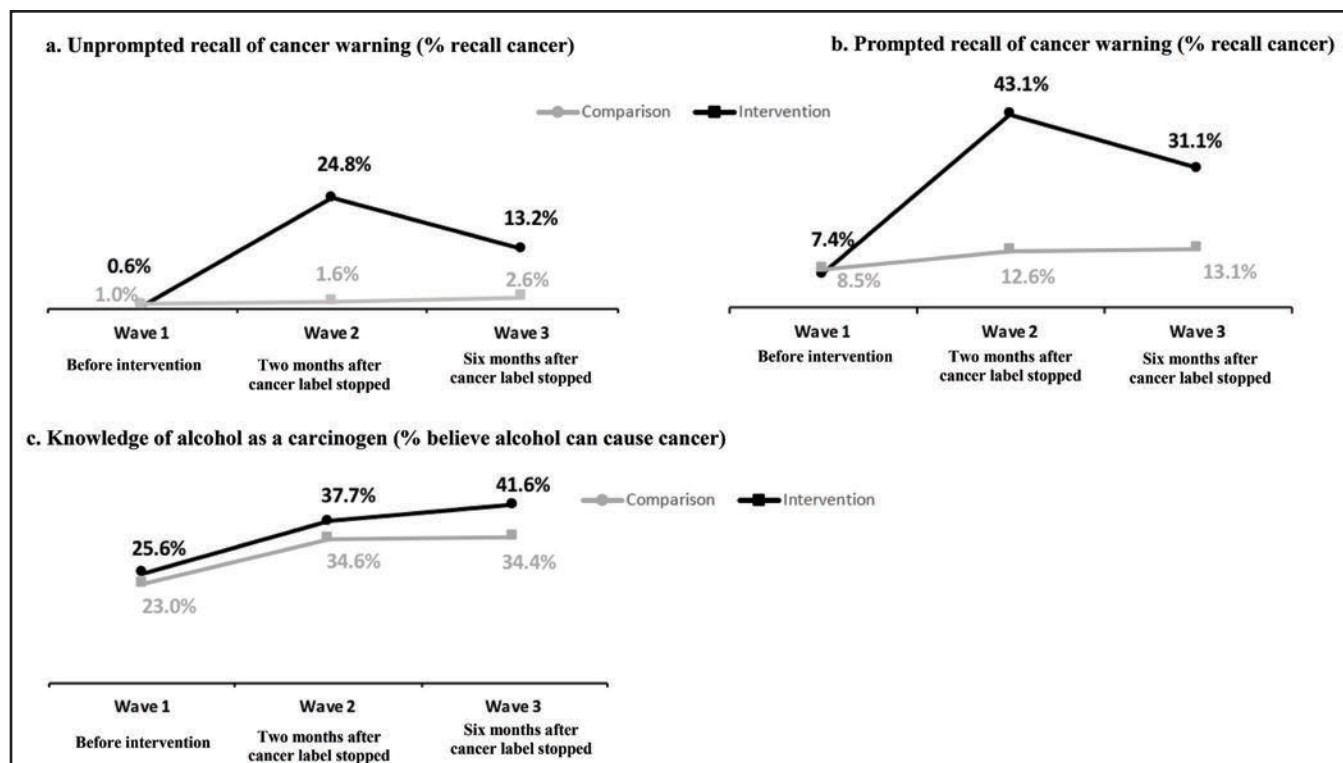 a. Unprompted recall of cancer warning (% recall cancer)
Comparison Intervention
0.6%
24.8%
13.2%
1.0%
1.6%
2.6%
Wave 1 Wave 2 Wave 3
Before intervention
Two months after
cancer label stopped
Six months after
cancer label stopped
b. Prompted recall of cancer warning (% recall cancer)
7.4%
43.1%
31.1%
8.5%
12.6%
13.1%
Wave 1 Wave 2 Wave 3
Before intervention
Two months after
cancer label stopped
Six months after
cancer label stopped
c. Knowledge of alcohol as a carcinogen (% believe alcohol can cause cancer)
Comparison Intervention
25.6%
37.7%
41.6%
23.0%
34.6%
34.4%
Wave 1 Wave 2 Wave 3
Before intervention
Two months after
cancer label stopped
Six months after
cancer label stopped